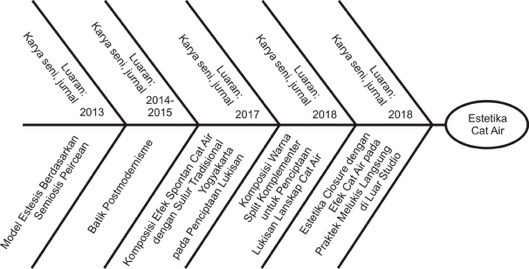 Luaran:
Karya seni, jurnal
2013
Model Estesis Berdasarkan
Semiosis Peircean
Luaran:
Karya seni, jurnal
2014-
2015
Batik Postmodernisme
Luaran:
Karya seni, jurnal
2017
Komposisi Efek Spontan Cat Air
dengan Sulur Tradisional
Yogyakarta
pada Penciptaan Lukisan
Luaran:
Karya seni, jurnal
2018
Komposisi Warna
Split Komplementer
untuk Penciptaan
Lukisan Lanskap Cat Air
Luaran:
Karya seni, jurnal
2018
Estetika Closure dengan
Efek Cat Air pada
Praktek Melukis Langsung
di Luar Studio
Estetika
Cat Air